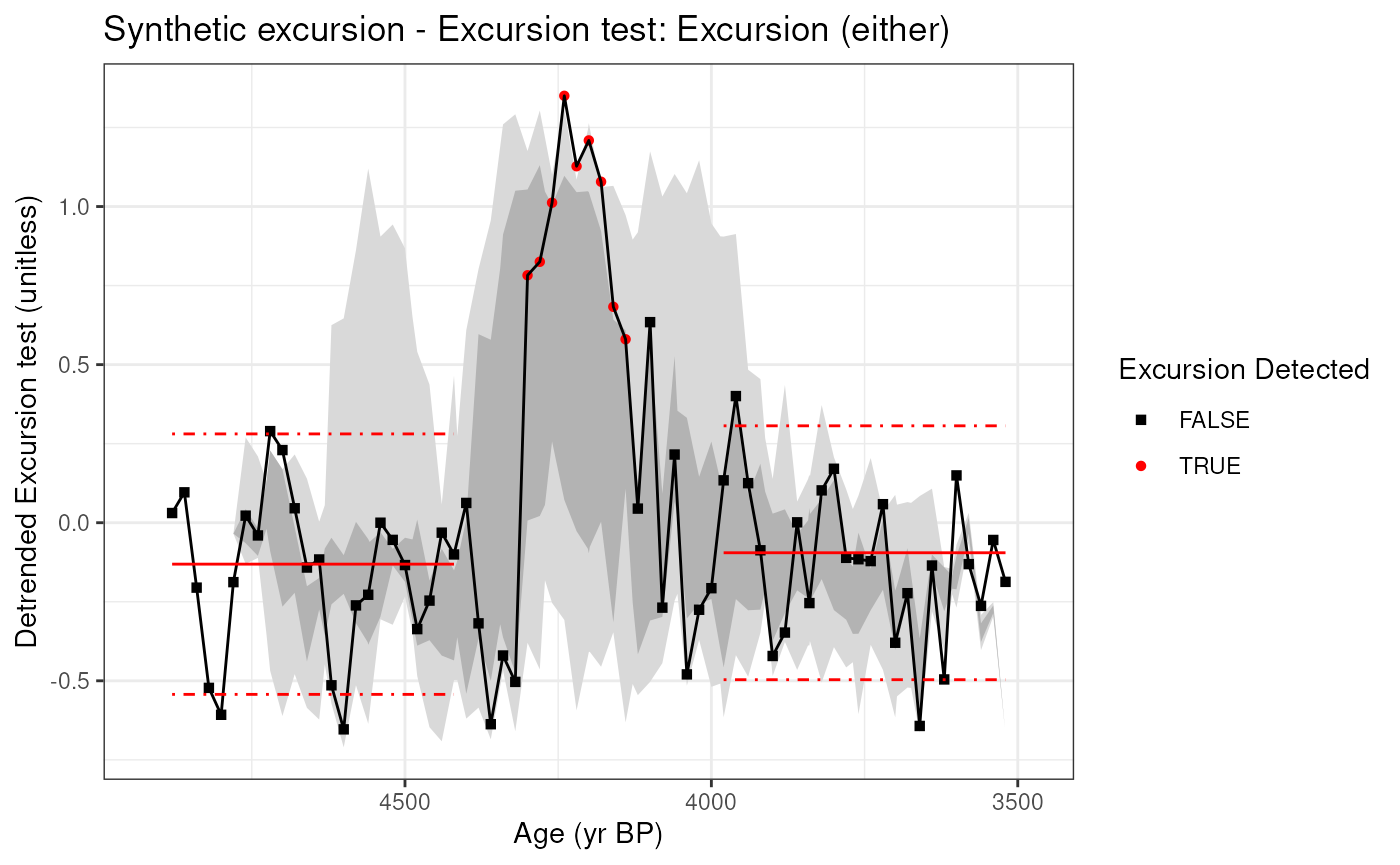 Synthetic excursion - Excursion test: Excursion (either)
Detrended Excursion test (unitless)
1.0
0.5
0.0
-0.5
4500
4000
3500
Age (yr BP)
Excursion Detected
FALSE
TRUE